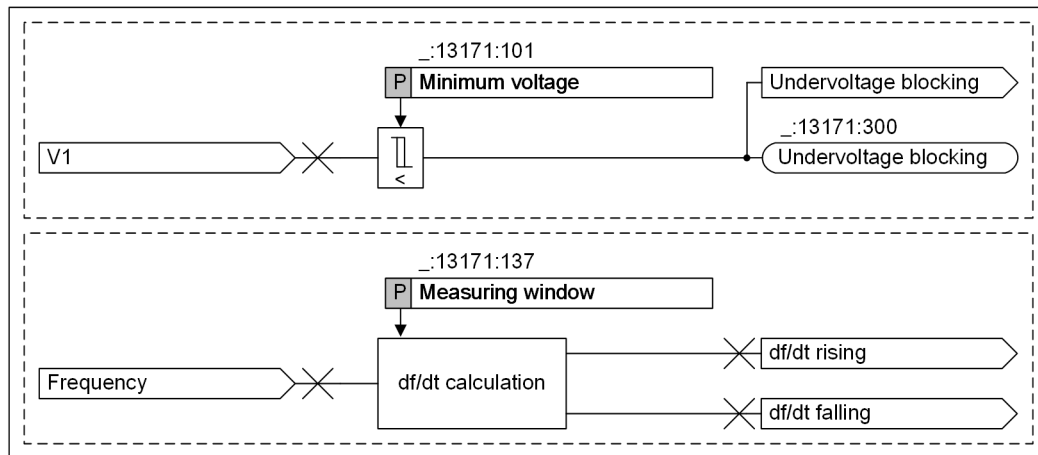 _:13171:101
P Minimum voltage
Undervoltage blocking
_:13171:300
V1
<
Undervoltage blocking
_:13171:137
P Measuring window
df/dt rising
Frequency
df/dt calculation
df/dt falling